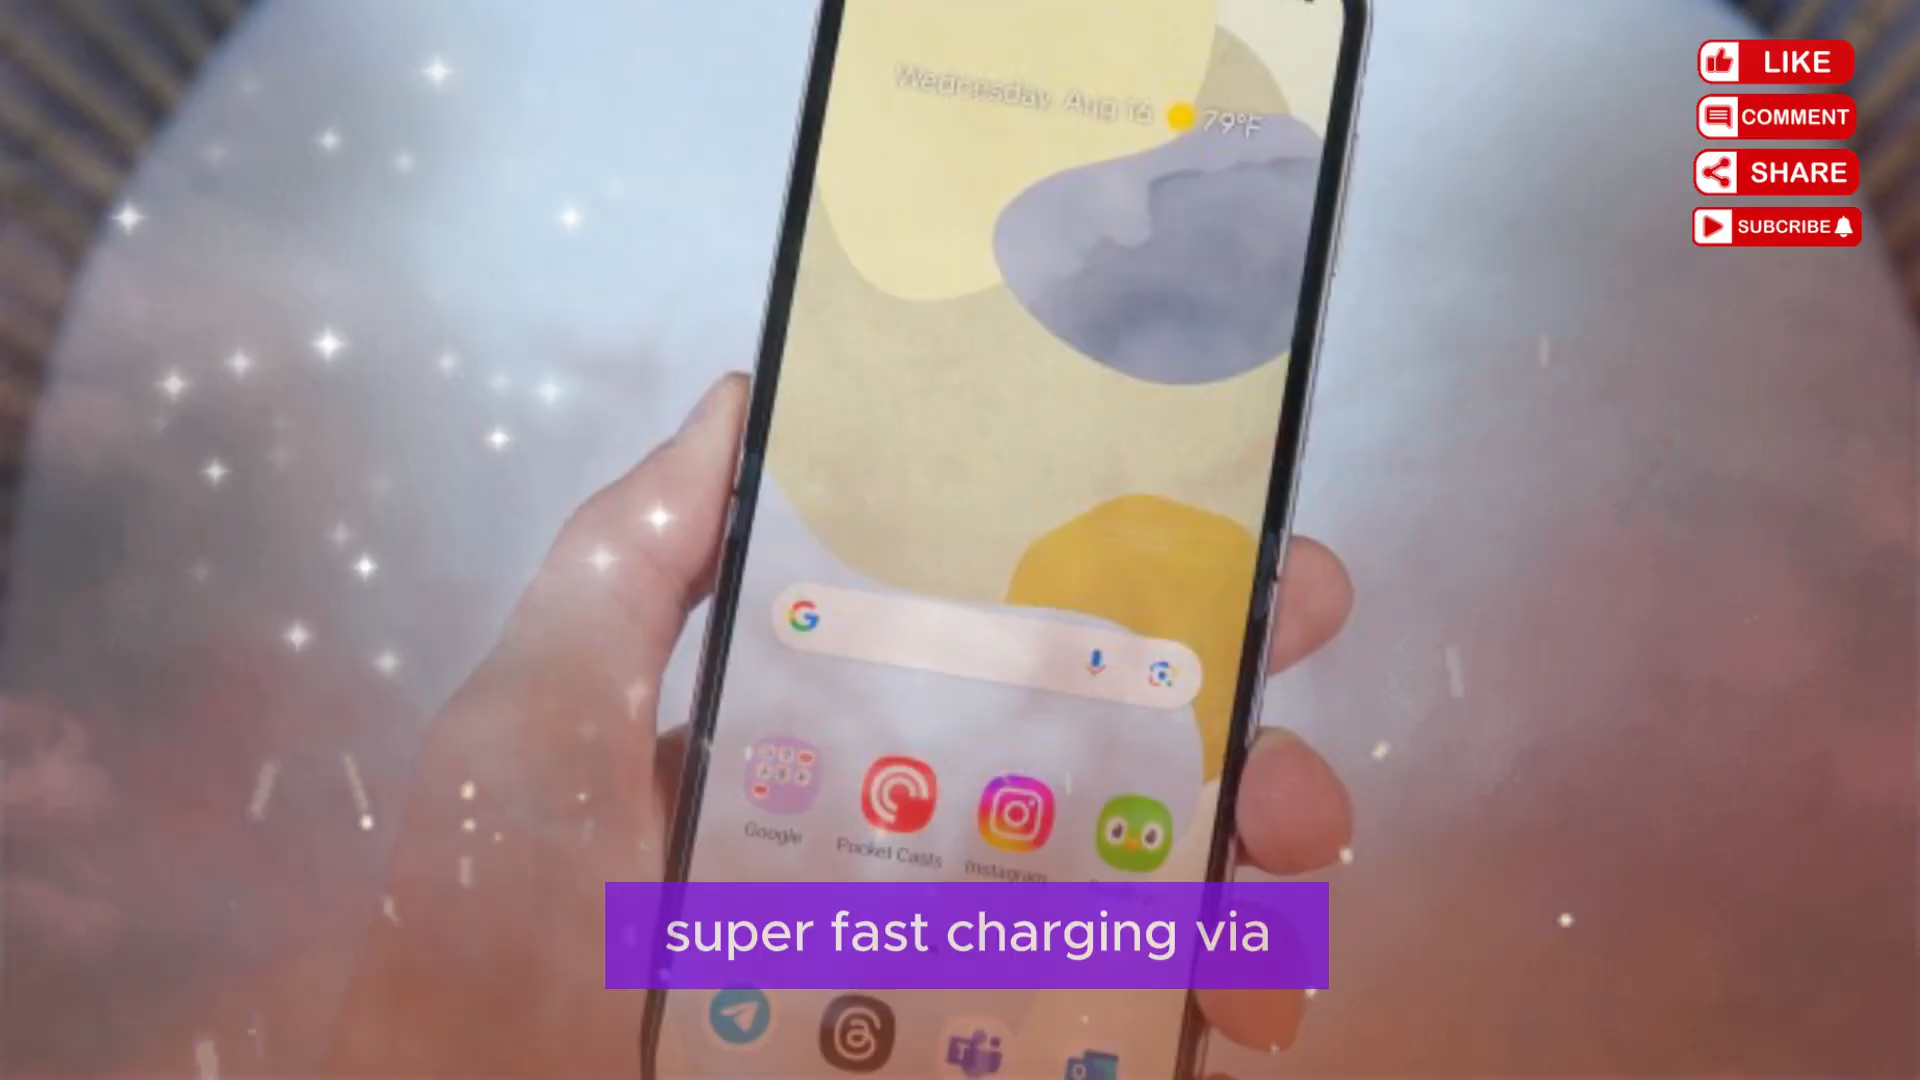 LIKE
COMMENT
SHARE
SUBCRIBE
Wednesday, Aug 16 79°F
Google
Pocket Casts
Instagram
super fast charging via